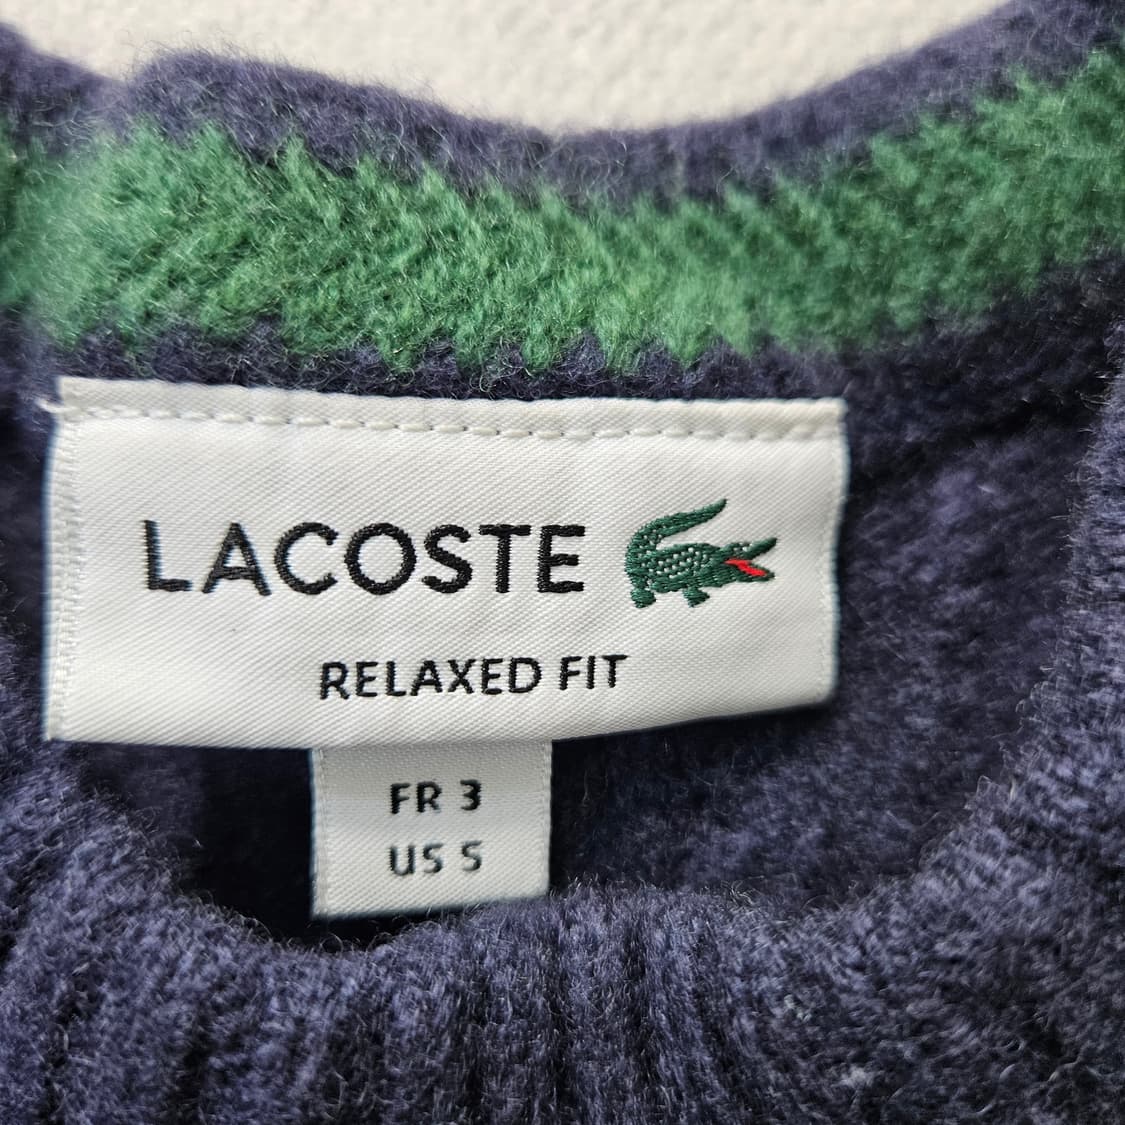 LACOSTE
RELAXED FIT
FR 3
US S